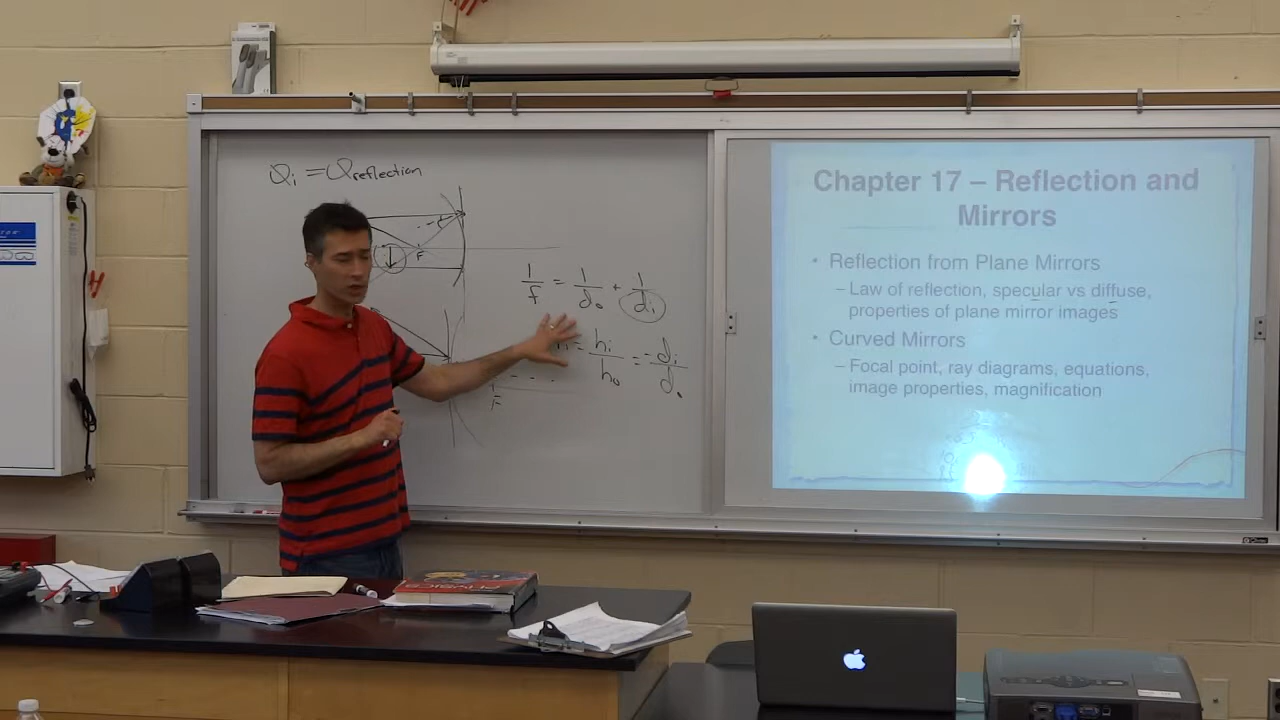 θi = θreflection
F
1/f = 1/do + 1/di
= hi/ho = -di/do
F
Chapter 17 – Reflection and
Mirrors
• Reflection from Plane Mirrors
– Law of reflection, specular vs diffuse,
properties of plane mirror images
• Curved Mirrors
– Focal point, ray diagrams, equations,
image properties, magnification
PHYSICS